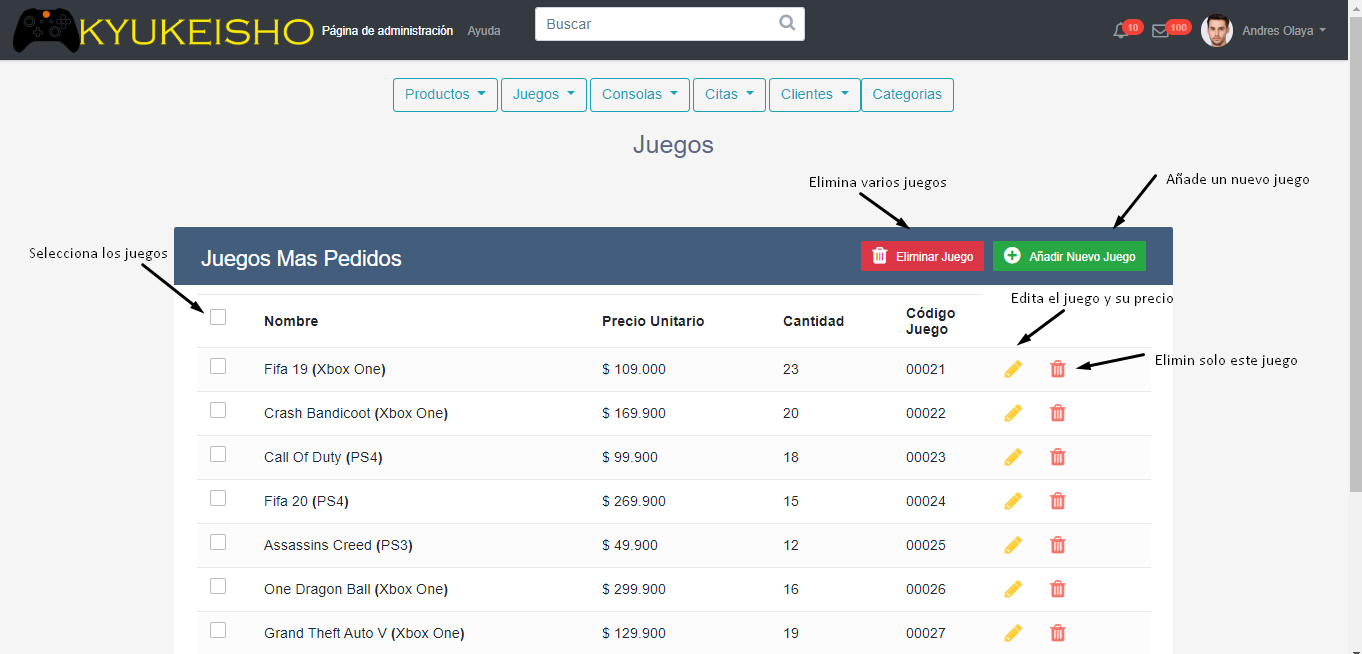 KYUKEISHO Página de administración Ayuda Buscar 10 100 Andres Olaya
Productos Juegos Consolas Citas Clientes Categorias
Juegos
Elimina varios juegos
Añade un nuevo juego
Selecciona los juegos
Juegos Mas Pedidos Eliminar Juego Añadir Nuevo Juego
Edita el juego y su precio
Nombre Precio Unitario Cantidad Código Juego
Elimin solo este juego
Fifa 19 (Xbox One) $ 109.000 23 00021
Crash Bandicoot (Xbox One) $ 169.900 20 00022
Call Of Duty (PS4) $ 99.900 18 00023
Fifa 20 (PS4) $ 269.900 15 00024
Assassins Creed (PS3) $ 49.900 12 00025
One Dragon Ball (Xbox One) $ 299.900 16 00026
Grand Theft Auto V (Xbox One) $ 129.900 19 00027